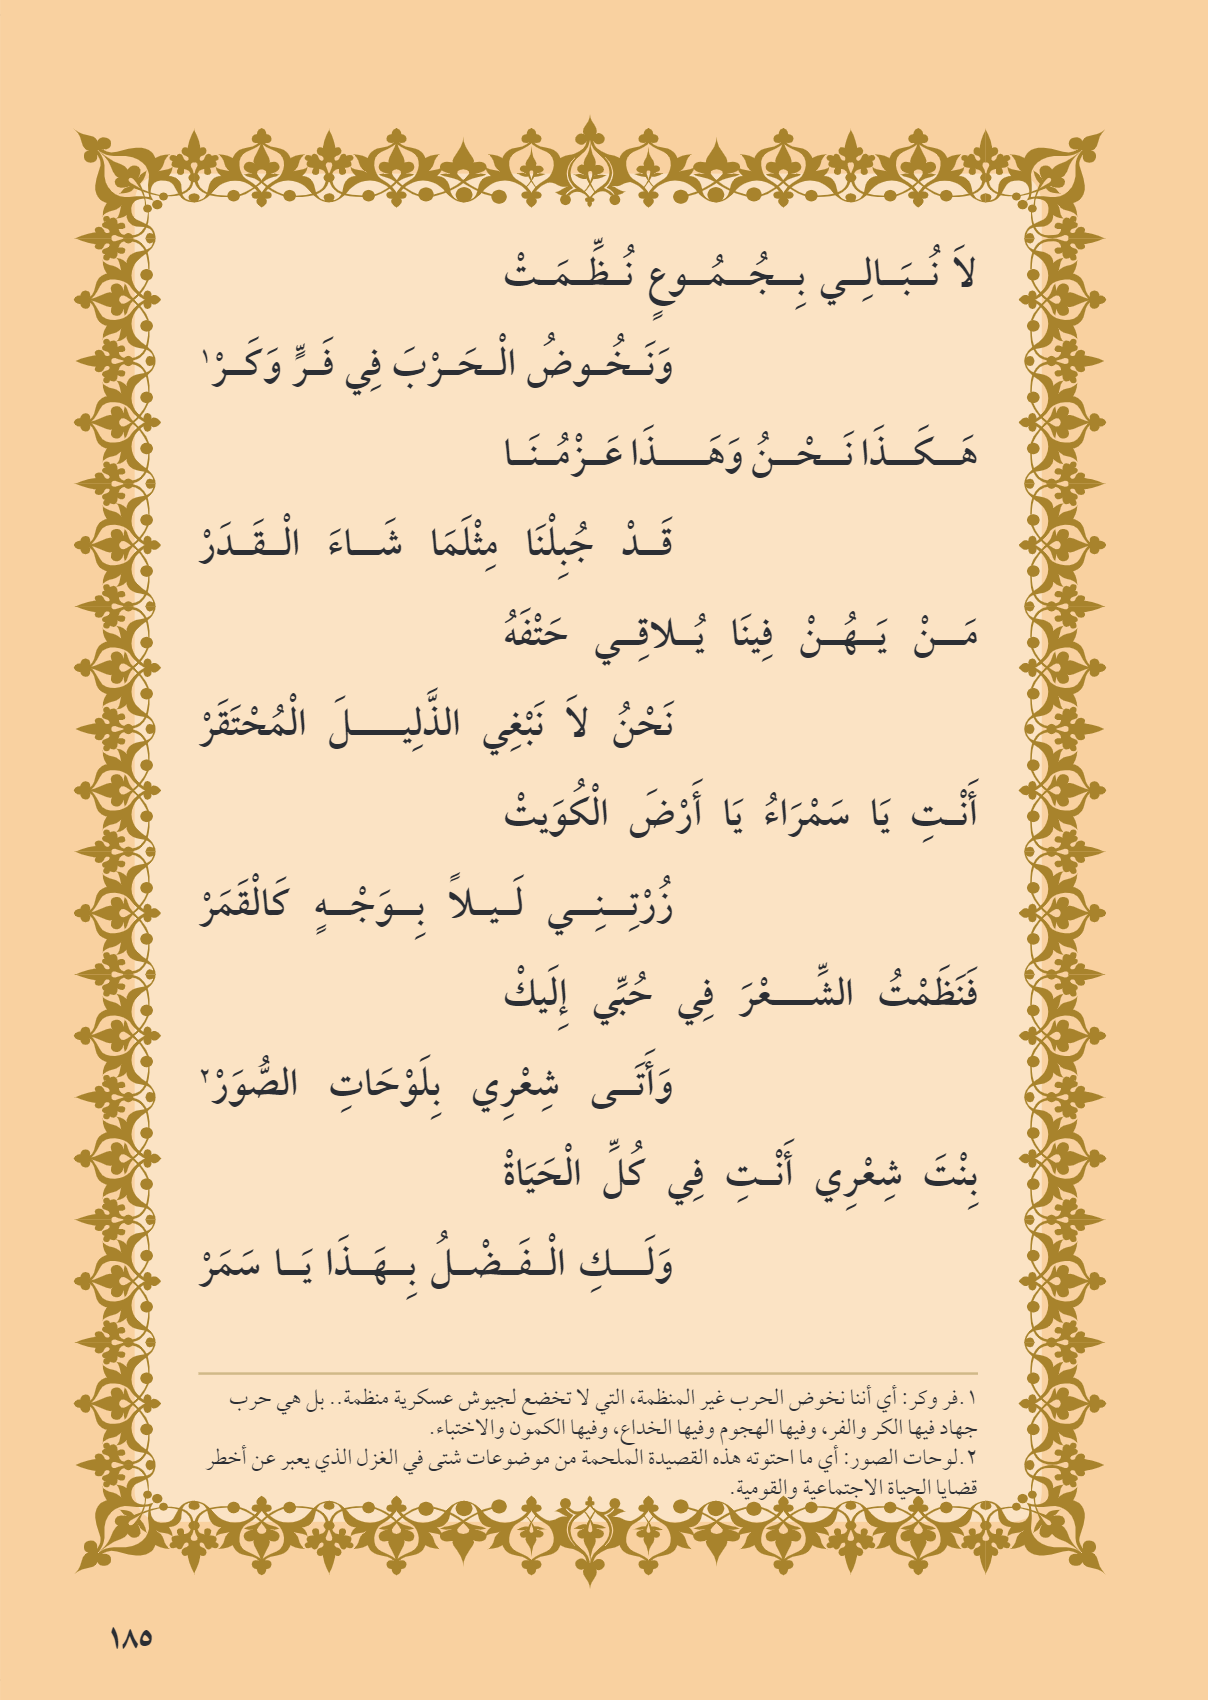 لاَ نُبَالِي بِجُمُوعٍ نُظِّمَتْ
وَنَخُوضُ الْحَرْبَ فِي فَرٍّ وَكَرْ١
هَكَذَا نَحْنُ وَهَذَا عَزْمُنَا
قَدْ جُبِلْنَا مِثْلَمَا شَاءَ الْقَدَرْ
مَنْ يَهُنْ فِينَا يُلاقِي حَتْفَهُ
نَحْنُ لاَ نَبْغِي الذَّلِيلَ الْمُحْتَقَرْ
أَنْتِ يَا سَمْرَاءُ يَا أَرْضَ الْكُوَيتْ
زُرْتِنِي لَيلاً بِوَجْهٍ كَالْقَمَرْ
فَنَظَمْتُ الشِّعْرَ فِي حُبِّي إِلَيكْ
وَأَتَى شِعْرِي بِلَوْحَاتِ الصُّوَرْ٢
بِنْتَ شِعْرِي أَنْتِ فِي كُلِّ الْحَيَاةْ
وَلَكِ الْفَضْلُ بِهَذَا يَا سَمَرْ
١.فر وكر: أي أننا نخوض الحرب غير المنظمة، التي لا تخضع لجيوش عسكرية منظمة.. بل هي حرب
جهاد فيها الكر والفر، وفيها الهجوم وفيها الخداع، وفيها الكمون والاختباء.
٢.لوحات الصور: أي ما احتوته هذه القصيدة الملحمة من موضوعات شتى في الغزل الذي يعبر عن أخطر
قضايا الحياة الاجتماعية والقومية.
١٨٥